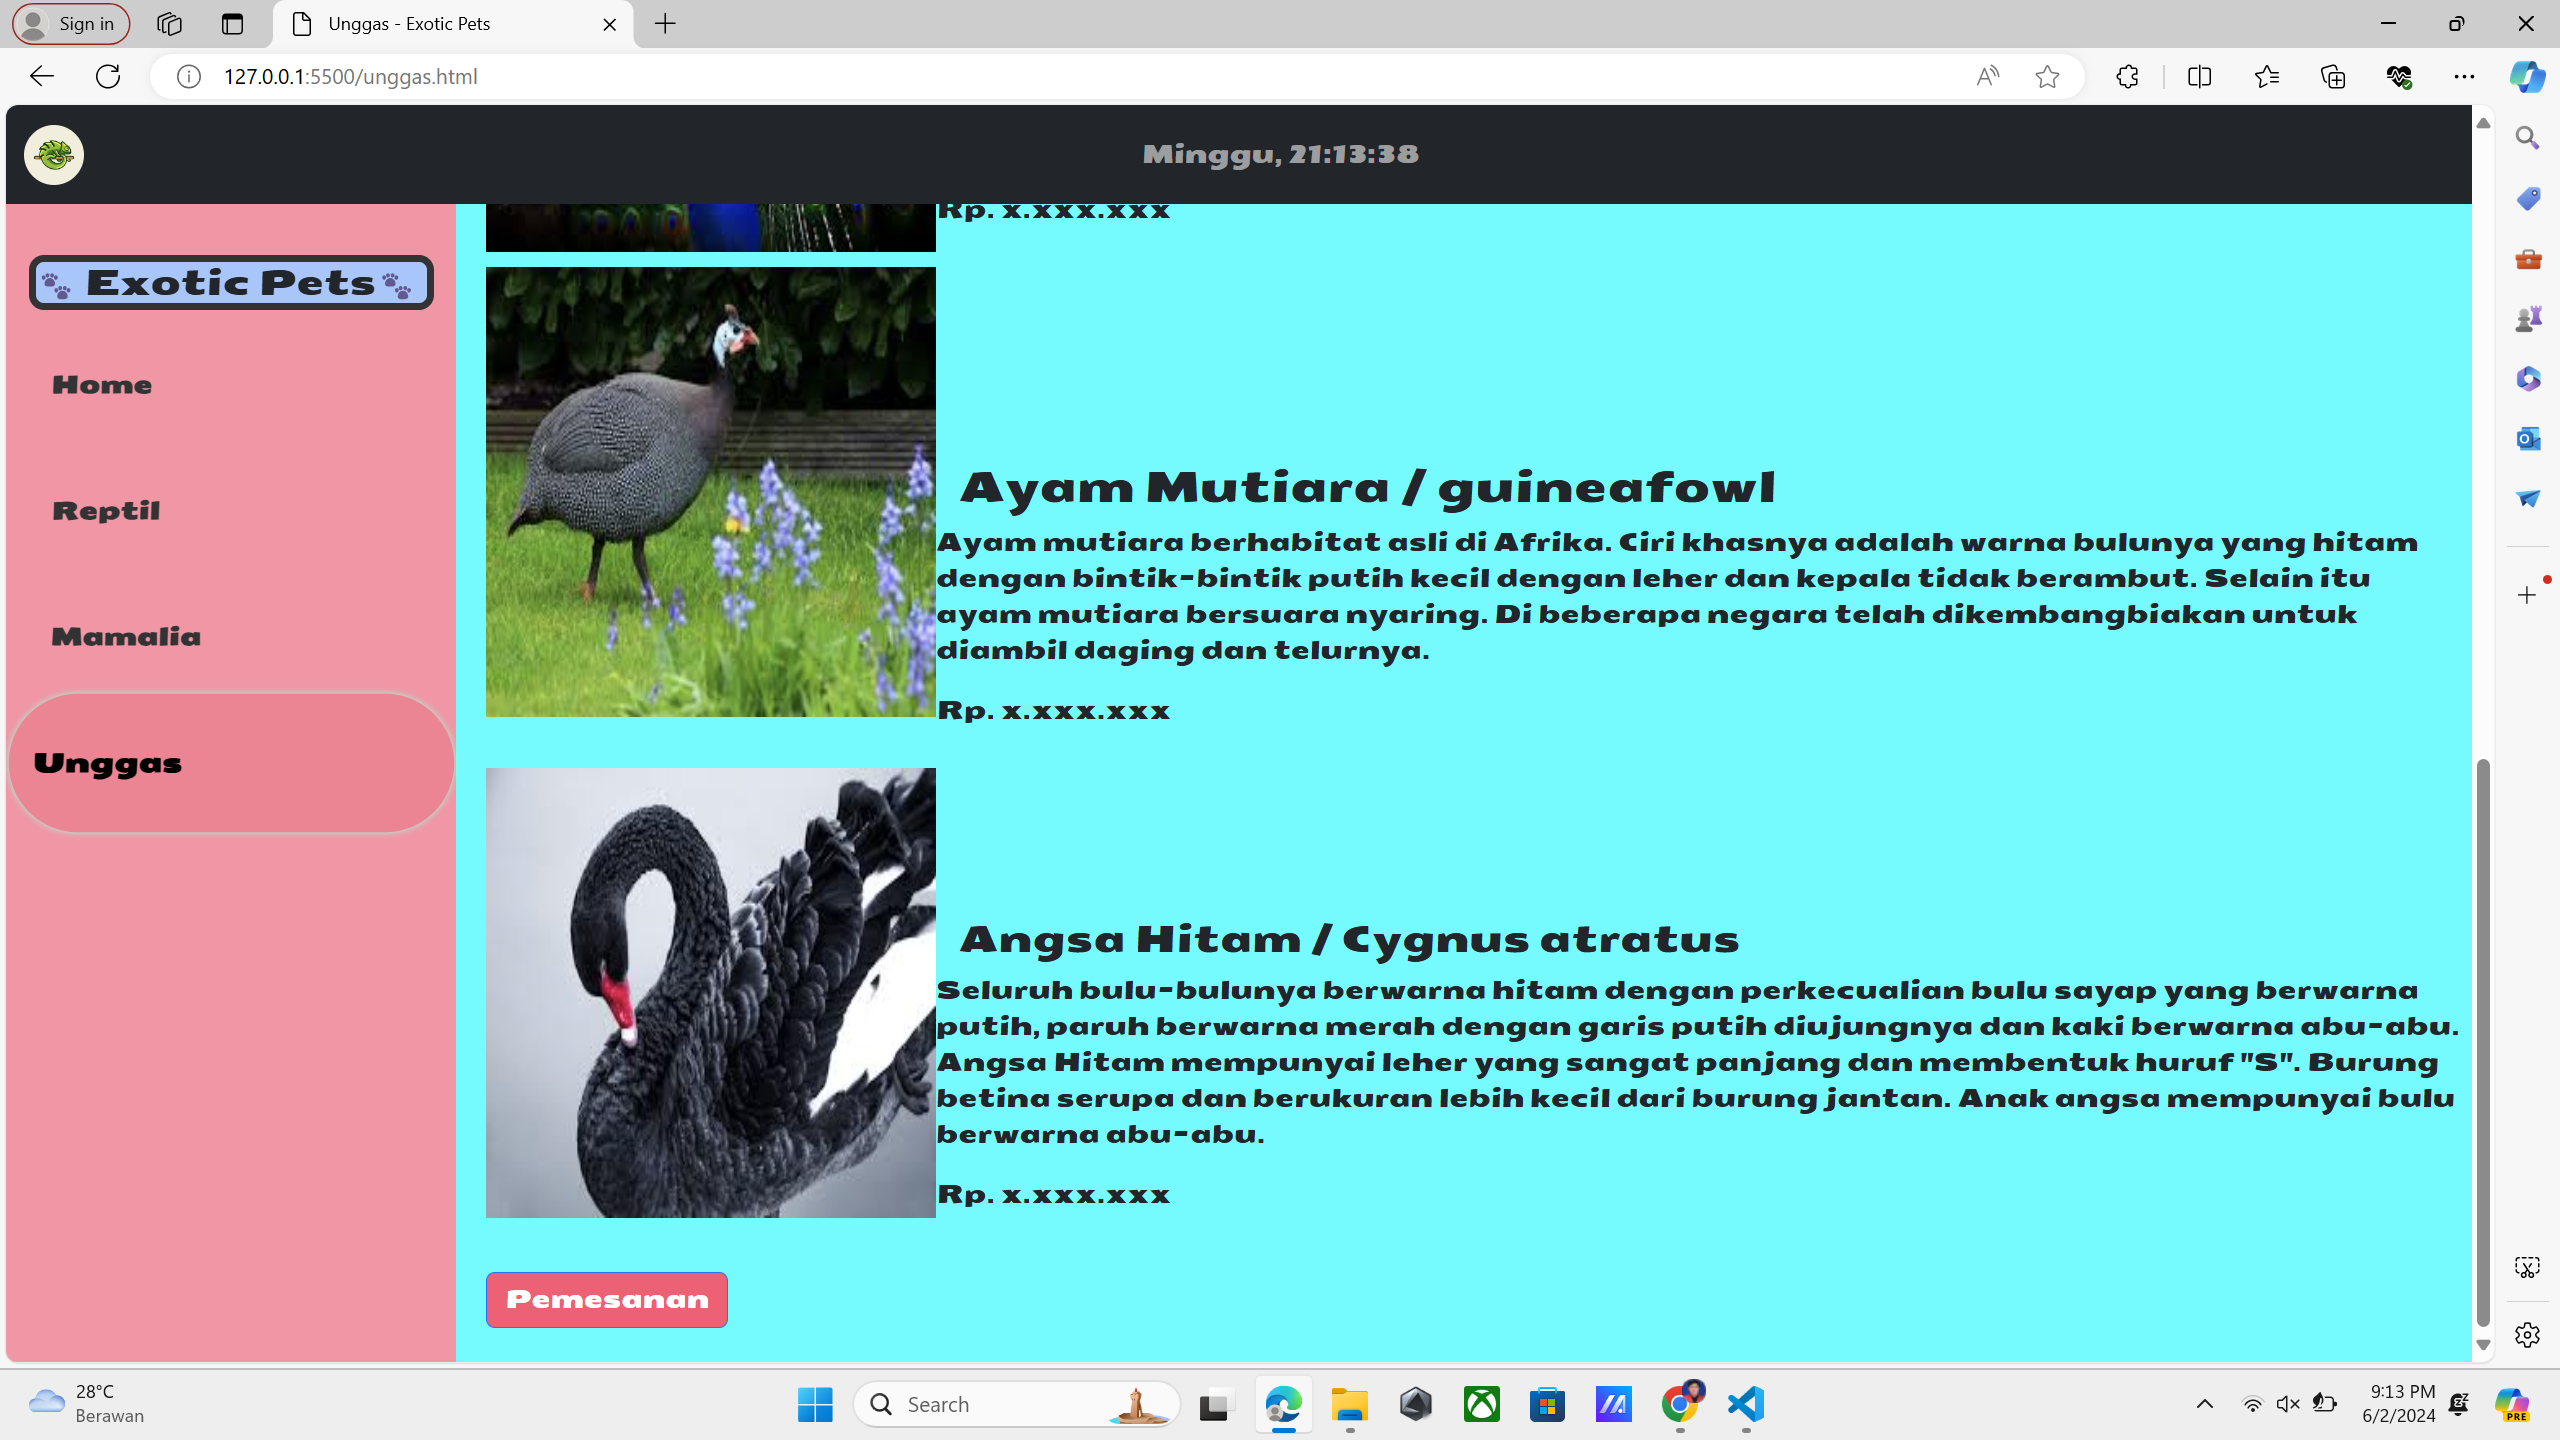 Sign in
Unggas - Exotic Pets
127.0.0.1:5500/unggas.html
Minggu, 21:13:38
Rp. x.xxx.xxx
Exotic Pets
Home
Reptil
Mamalia
Unggas
Ayam Mutiara / guineafowl
Ayam mutiara berhabitat asli di Afrika. Ciri khasnya adalah warna bulunya yang hitam
dengan bintik-bintik putih kecil dengan leher dan kepala tidak berambut. Selain itu
ayam mutiara bersuara nyaring. Di beberapa negara telah dikembangbiakan untuk
diambil daging dan telurnya.
Rp. x.xxx.xxx
Angsa Hitam / Cygnus atratus
Seluruh bulu-bulunya berwarna hitam dengan perkecualian bulu sayap yang berwarna
putih, paruh berwarna merah dengan garis putih diujungnya dan kaki berwarna abu-abu.
Angsa Hitam mempunyai leher yang sangat panjang dan membentuk huruf "S". Burung
betina serupa dan berukuran lebih kecil dari burung jantan. Anak angsa mempunyai bulu
berwarna abu-abu.
Rp. x.xxx.xxx
Pemesanan
28°C
Berawan
Search
9:13 PM
6/2/2024
PRE